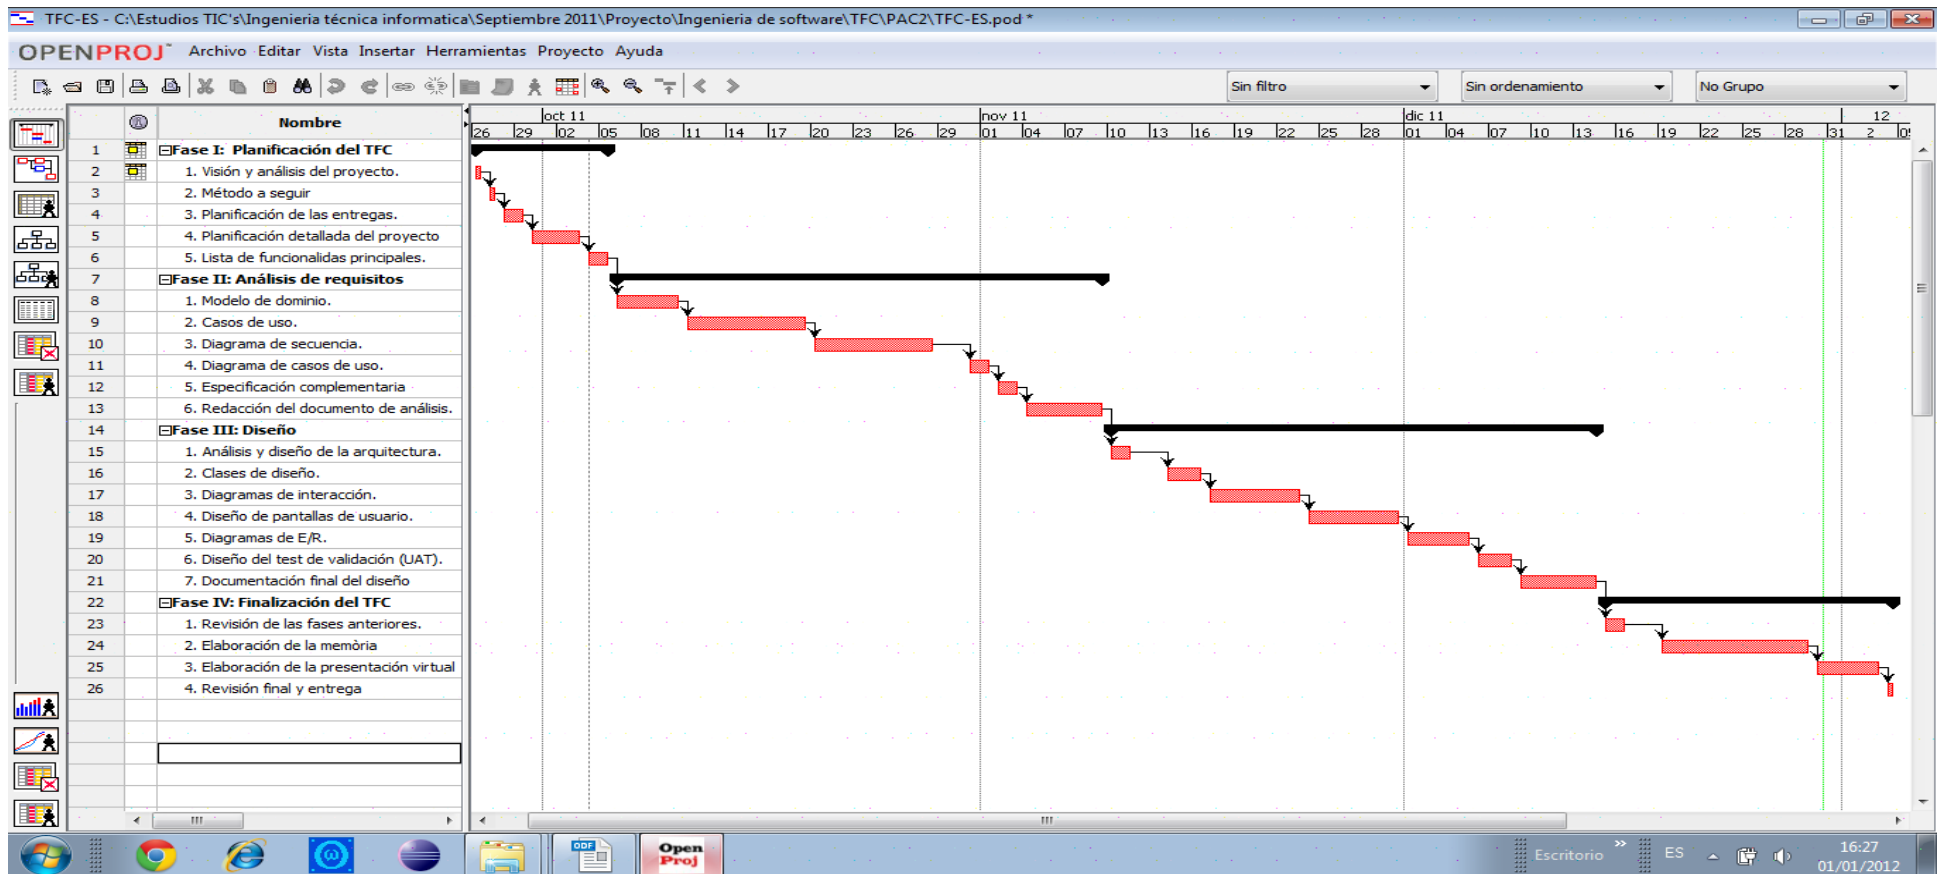 TFC-ES - C:\Estudios TIC's\Ingenieria técnica informatica\Septiembre 2011\Proyecto\Ingenieria de software\TFC\PAC2\TFC-ES.pod *
OPENPROJ Archivo Editar Vista Insertar Herramientas Proyecto Ayuda
Sin filtro Sin ordenamiento No Grupo
Nombre
oct 11 nov 11 dic 11 12
26 29 02 05 08 11 14 17 20 23 26 29 01 04 07 10 13 16 19 22 25 28 01 04 07 10 13 16 19 22 25 28 31 2 05
1 Fase I: Planificación del TFC
2 1. Visión y análisis del proyecto.
3 2. Método a seguir
4 3. Planificación de las entregas.
5 4. Planificación detallada del proyecto
6 5. Lista de funcionalidas principales.
7 Fase II: Análisis de requisitos
8 1. Modelo de dominio.
9 2. Casos de uso.
10 3. Diagrama de secuencia.
11 4. Diagrama de casos de uso.
12 5. Especificación complementaria
13 6. Redacción del documento de análisis.
14 Fase III: Diseño
15 1. Análisis y diseño de la arquitectura.
16 2. Clases de diseño.
17 3. Diagramas de interacción.
18 4. Diseño de pantallas de usuario.
19 5. Diagramas de E/R.
20 6. Diseño del test de validación (UAT).
21 7. Documentación final del diseño
22 Fase IV: Finalización del TFC
23 1. Revisión de las fases anteriores.
24 2. Elaboración de la memòria
25 3. Elaboración de la presentación virtual
26 4. Revisión final y entrega
ODF
Open
Proj
Escritorio » ES
16:27
01/01/2012